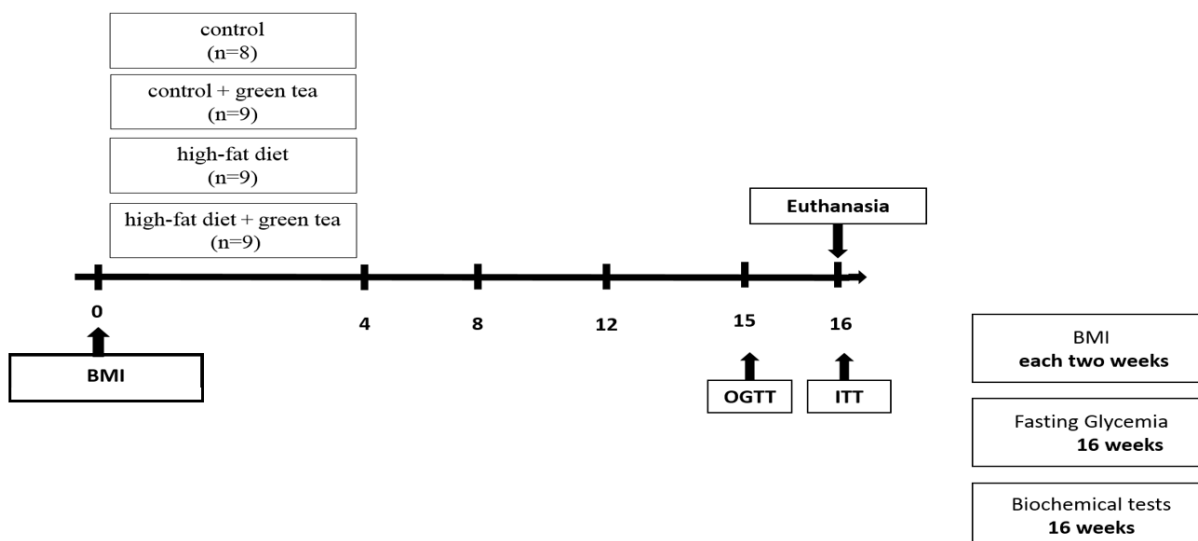 control
(n=8)
control + green tea
(n=9)
high-fat diet
(n=9)
high-fat diet + green tea
(n=9)
Euthanasia
0
4
8
12
15
16
BMI
OGTT
ITT
BMI
each two weeks
Fasting Glycemia
16 weeks
Biochemical tests
16 weeks